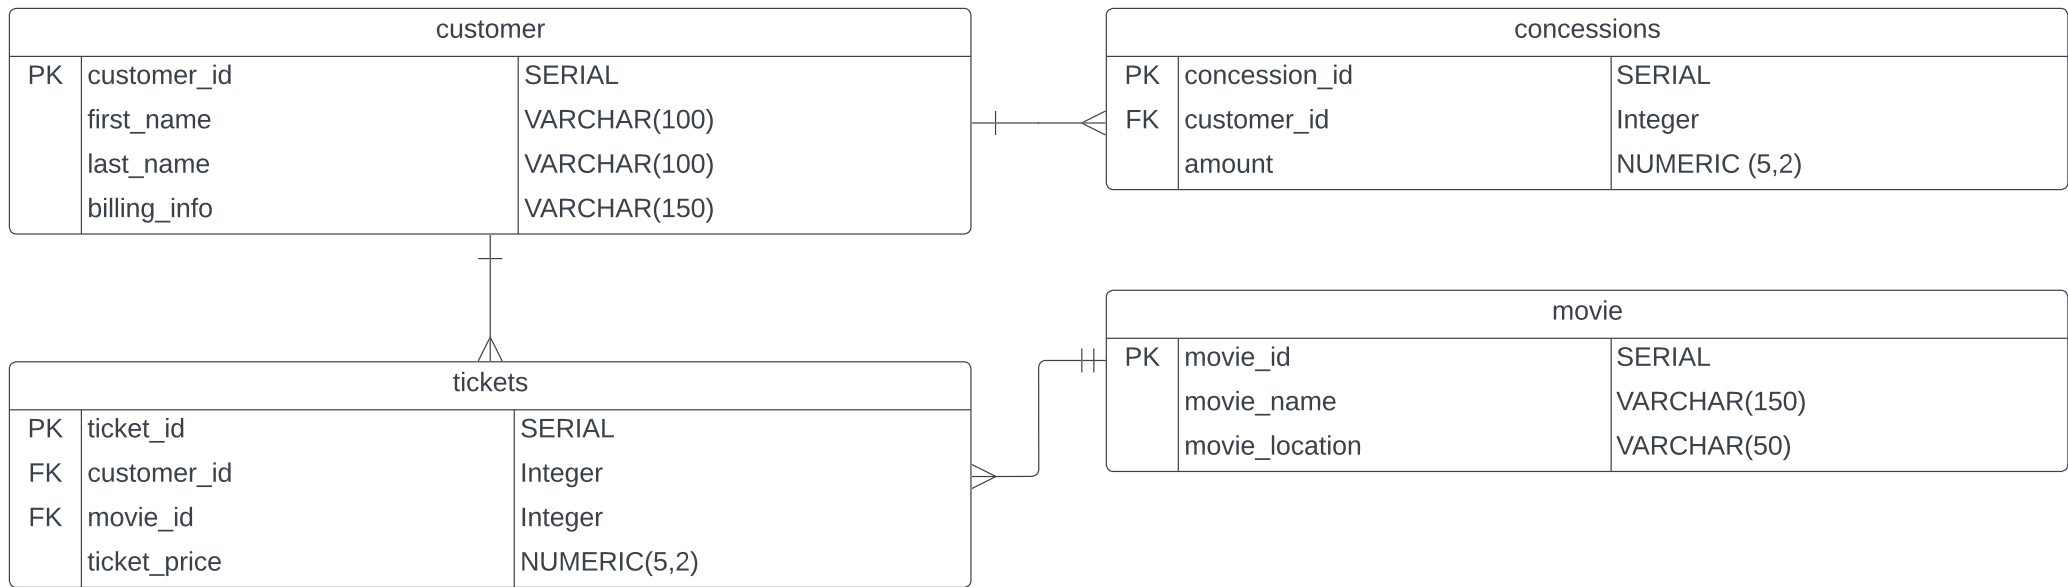 customer
PK customer_id SERIAL
first_name VARCHAR(100)
last_name VARCHAR(100)
billing_info VARCHAR(150)
concessions
PK concession_id SERIAL
FK customer_id Integer
amount NUMERIC (5,2)
tickets
PK ticket_id SERIAL
FK customer_id Integer
FK movie_id Integer
ticket_price NUMERIC(5,2)
movie
PK movie_id SERIAL
movie_name VARCHAR(150)
movie_location VARCHAR(50)